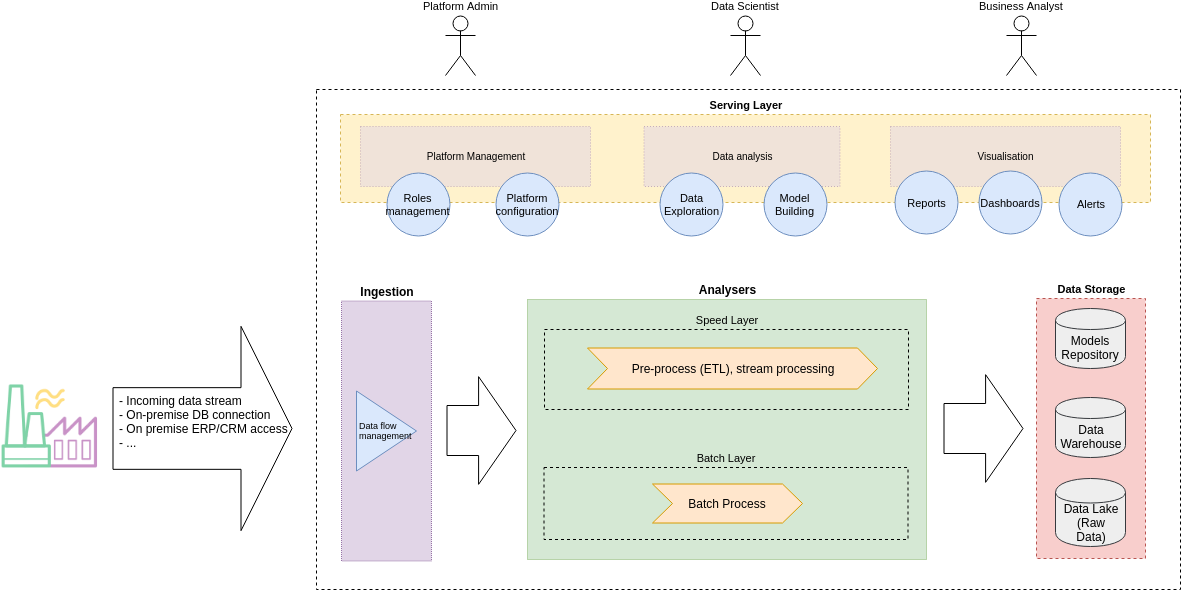 Platform Admin
Data Scientist
Business Analyst
Serving Layer
Platform Management
Data analysis
Visualisation
Roles
management
Platform
configuration
Data
Exploration
Model
Building
Reports
Dashboards
Alerts
- Incoming data stream
- On-premise DB connection
- On premise ERP/CRM access
- ...
Ingestion
Data flow
management
Analysers
Speed Layer
Pre-process (ETL), stream processing
Batch Layer
Batch Process
Data Storage
Models
Repository
Data
Warehouse
Data Lake
(Raw
Data)